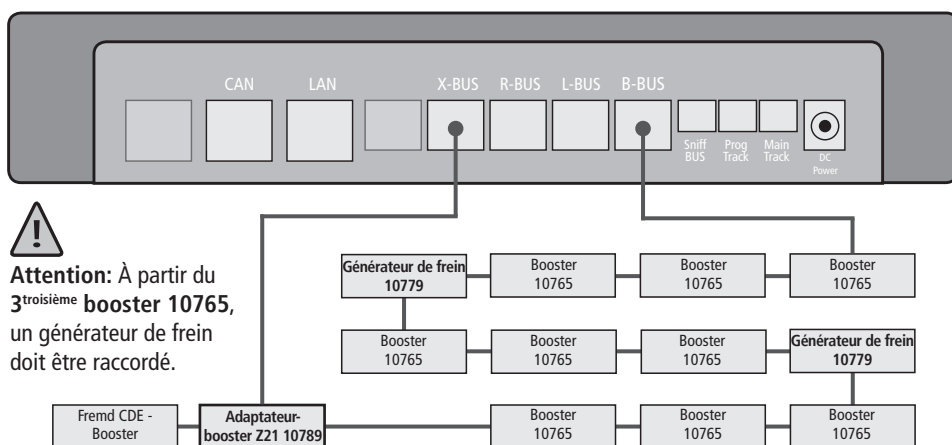 CAN LAN X-BUS R-BUS L-BUS B-BUS
Sniff BUS
Prog Track
Main Track
DC Power
Attention: À partir du
3troisième booster 10765,
un générateur de frein
doit être raccordé.
Générateur de frein
10779
Booster
10765
Booster
10765
Booster
10765
Booster
10765
Booster
10765
Booster
10765
Générateur de frein
10779
Fremd CDE -
Booster
Adaptateur-
booster Z21 10789
Booster
10765
Booster
10765
Booster
10765